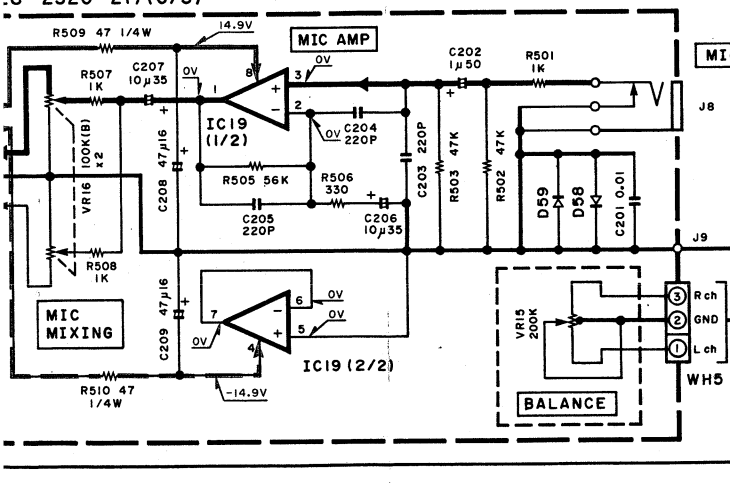 R509 47 1/4W
14.9V
MIC AMP
C202
1μ50
R501
1K
MI
R507
1K
C207
10μ35
0V
8
3
0V
1
2
+
−
IC19
(1/2)
0V
C204
220P
C203 220P
R503 47K
R502 47K
J8
100K(B)
x2
VR16
C208 47μ16
R505 56K
R506
330
C205
220P
C206
10μ35
D59
D58
C201 0.01
J9
R508
1K
MIC
MIXING
C209 47μ16
7
6
0V
5
0V
0V
4
−
+
IC19 (2/2)
R510 47
1/4W
−14.9V
VR15
200K
BALANCE
3 Rch
2 GND
1 Lch
WH5